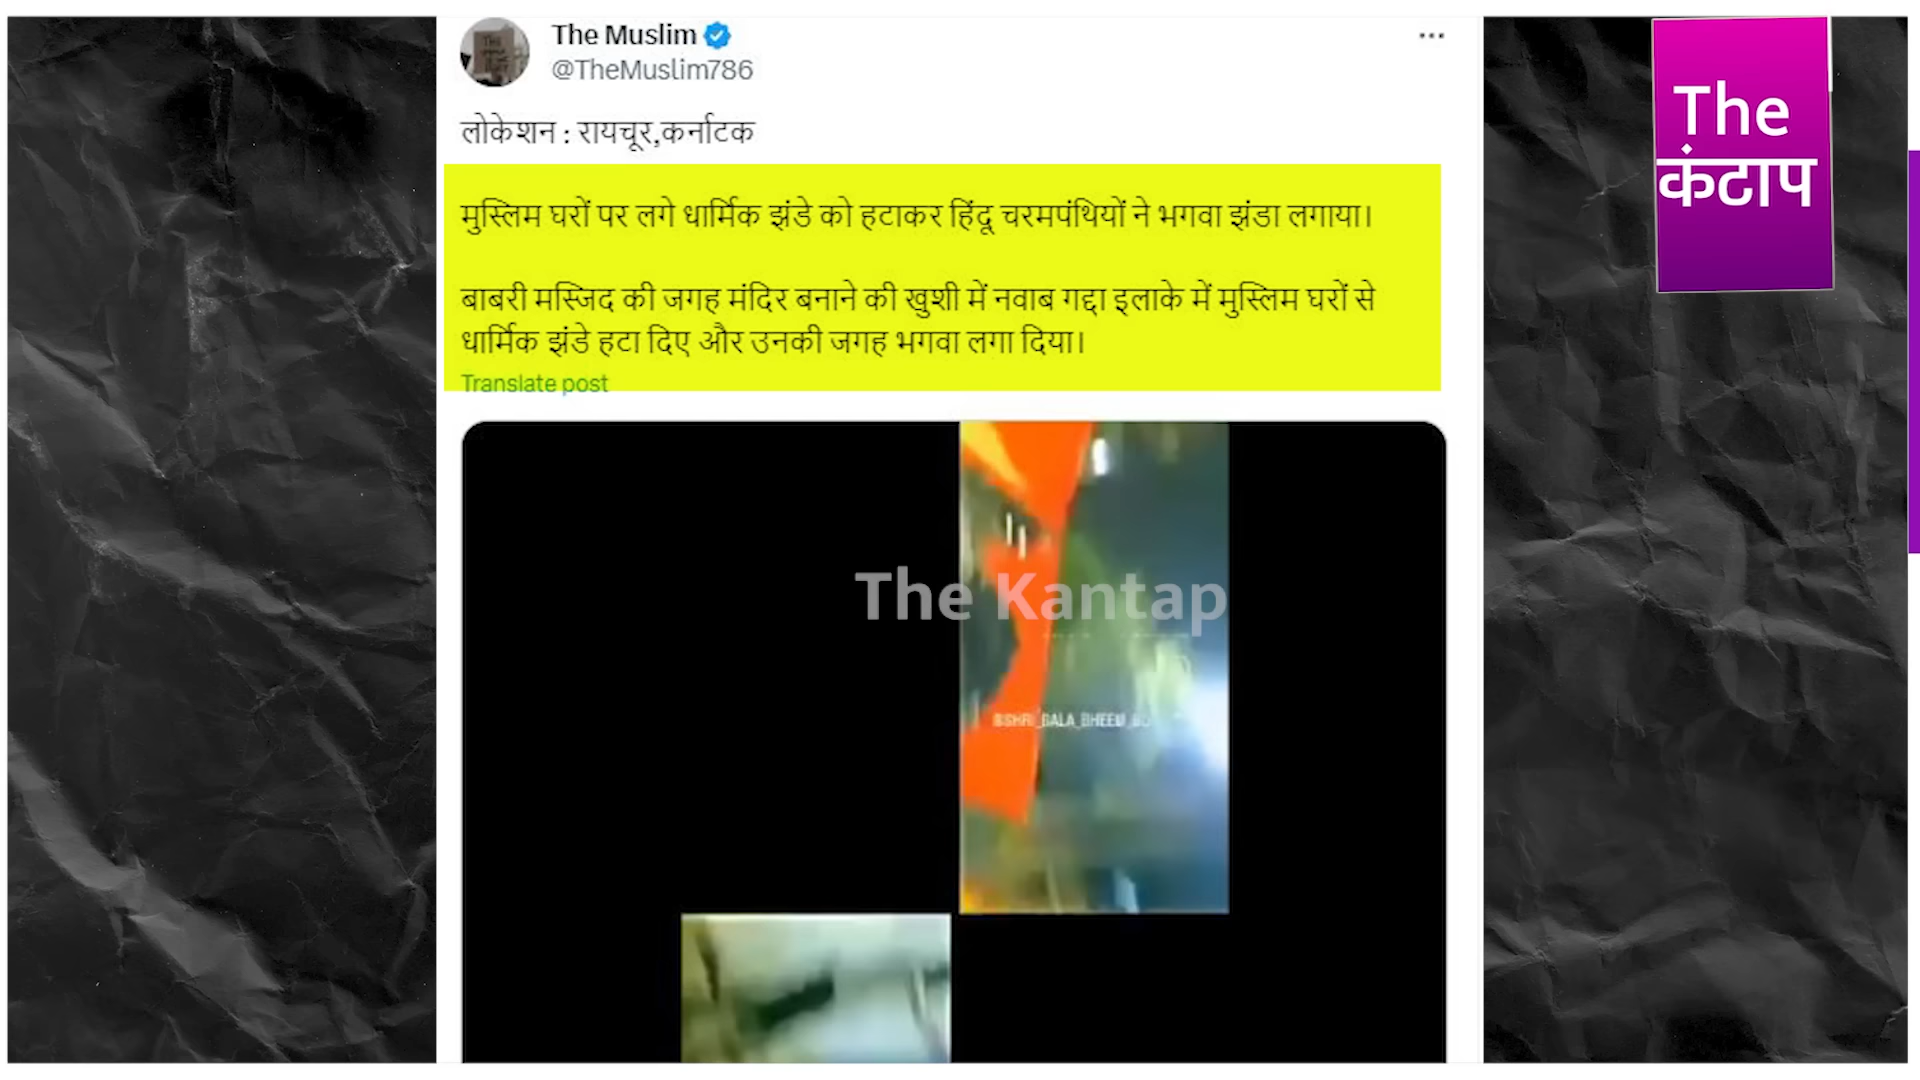 The Muslim
@TheMuslim786
लोकेशन : रायचूर,कर्नाटक
मुस्लिम घरों पर लगे धार्मिक झंडे को हटाकर हिंदू चरमपंथियों ने भगवा झंडा लगाया।
बाबरी मस्जिद की जगह मंदिर बनाने की खुशी में नवाब गद्दा इलाके में मुस्लिम घरों से
धार्मिक झंडे हटा दिए और उनकी जगह भगवा लगा दिया।
Translate post
The Kantap
The
कंटाप